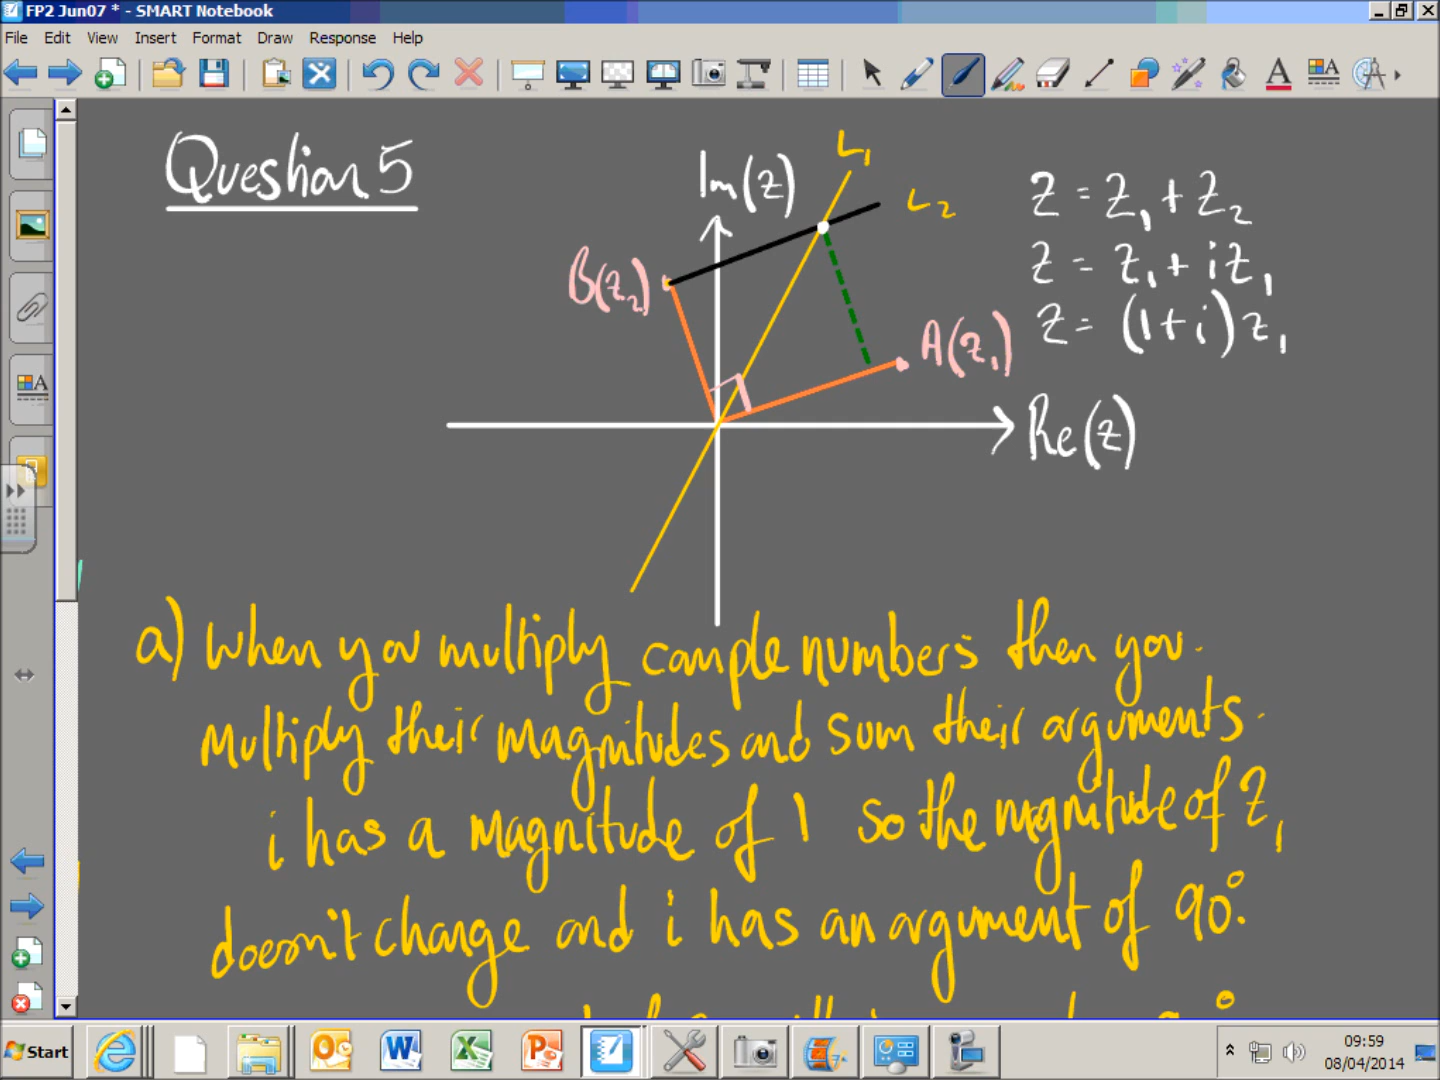 FP2 Jun07 * - SMART Notebook
File Edit View Insert Format Draw Response Help
Question 5
Im(z)
L₁
L₂
B(z₂)
A(z₁)
Re(z)
z = z₁ + z₂
z = z₁ + iz₁
z = (1+i)z₁
a) When you multiply comple numbers then you
multiply their magnitudes and sum their arguments.
i has a magnitude of 1 so the magnitude of z₁
doesn't change and i has an argument of 90°.
Start
09:59
08/04/2014